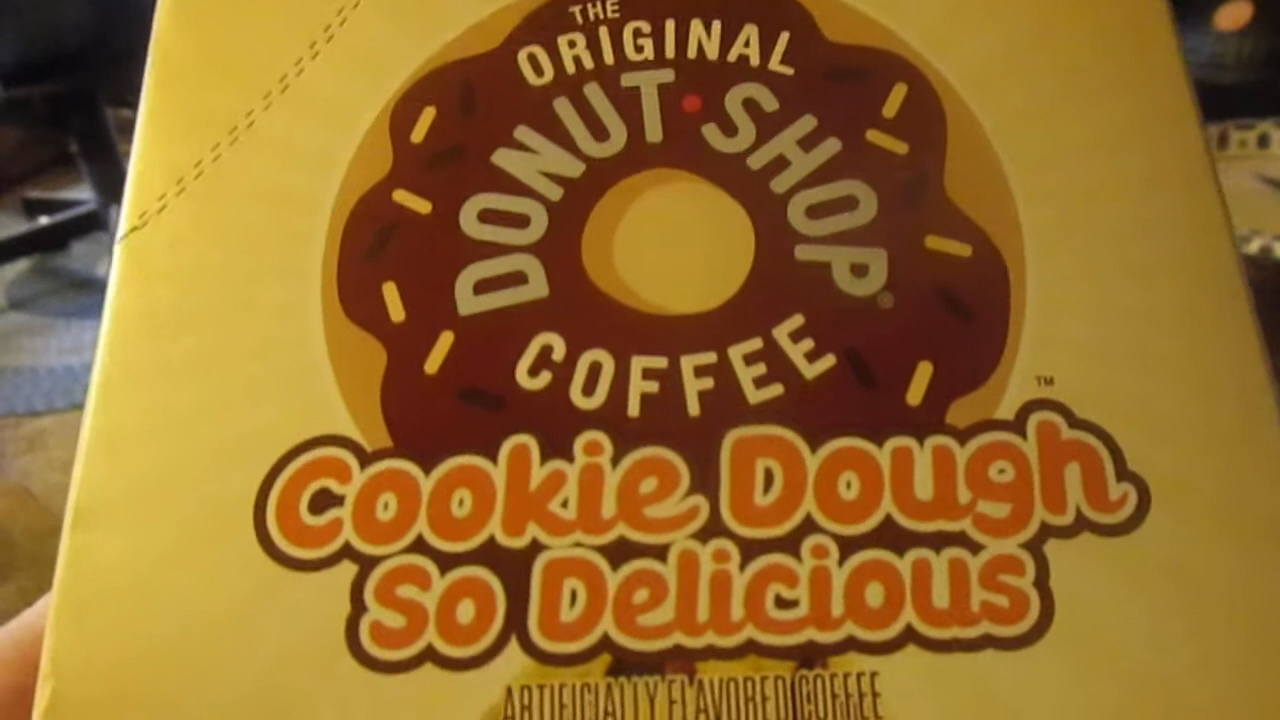 THE
ORIGINAL
DONUT·SHOP®
COFFEE
™
Cookie Dough
So Delicious
ARTIFICIALLY FLAVORED COFFEE